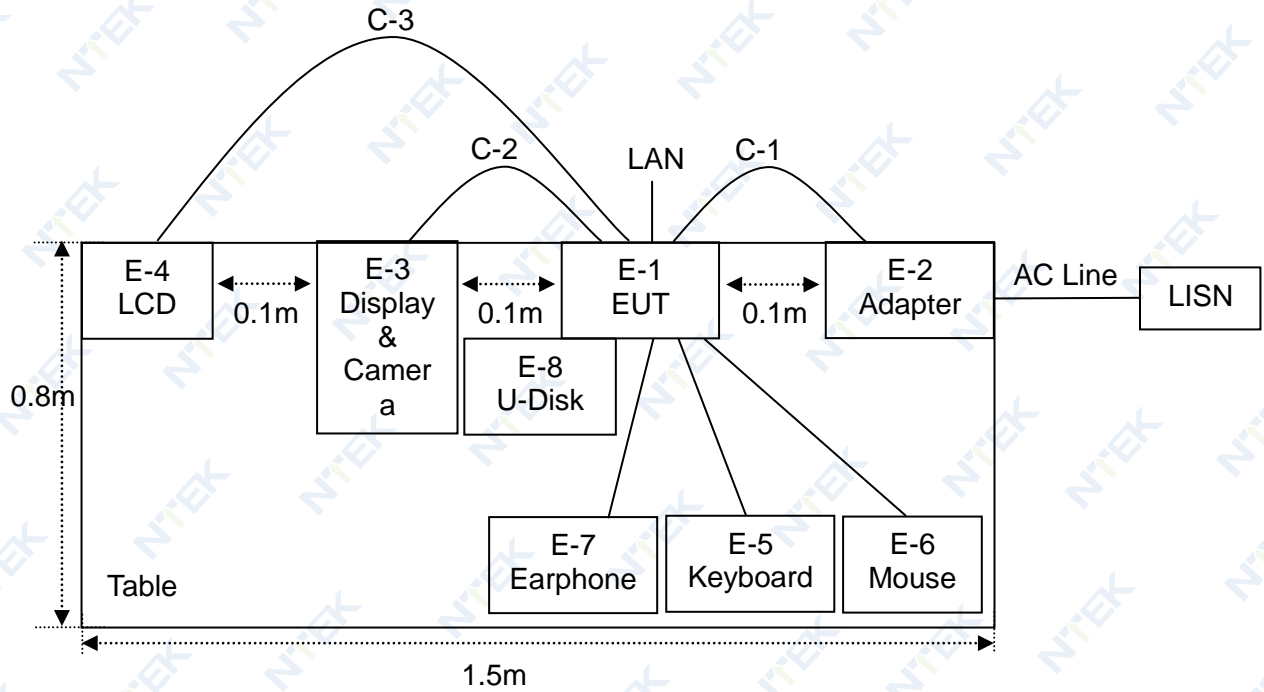 C-3
C-2
LAN
C-1
E-4
LCD
0.1m
E-3
Display
&
Camer
a
0.1m
E-1
EUT
0.1m
E-2
Adapter
AC Line
LISN
E-8
U-Disk
0.8m
E-7
Earphone
E-5
Keyboard
E-6
Mouse
Table
1.5m
NTEK